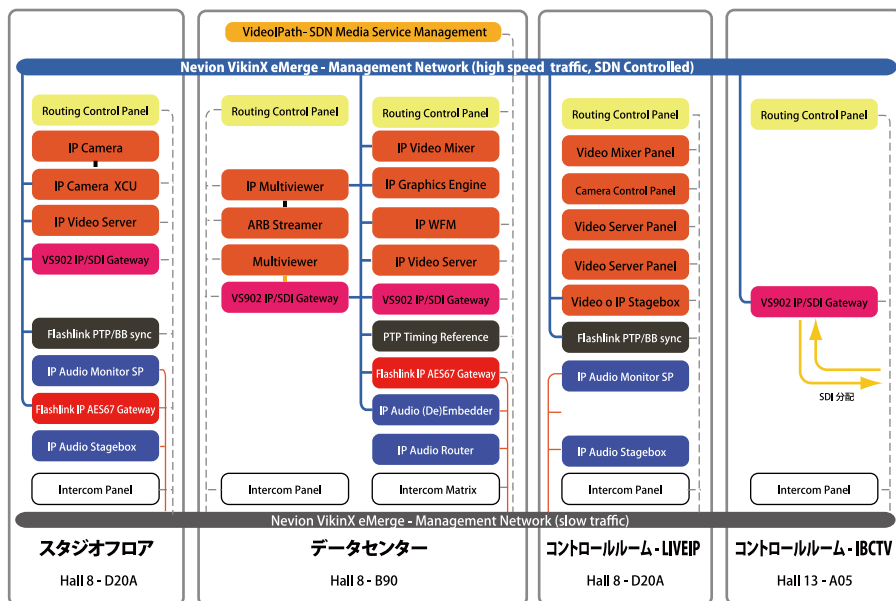 VideoIPath- SDN Media Service Management
Nevion VikinX eMerge - Management Network (high speed traffic, SDN Controlled)
Routing Control Panel
IP Camera
IP Camera XCU
IP Video Server
VS902 IP/SDI Gateway
Flashlink PTP/BB sync
IP Audio Monitor SP
Flashlink IP AES67 Gateway
IP Audio Stagebox
Intercom Panel
Routing Control Panel
IP Multiviewer
ARB Streamer
Multiviewer
VS902 IP/SDI Gateway
Intercom Panel
Routing Control Panel
IP Video Mixer
IP Graphics Engine
IP WFM
IP Video Server
VS902 IP/SDI Gateway
PTP Timing Reference
Flashlink IP AES67 Gateway
IP Audio (De)Embedder
IP Audio Router
Intercom Matrix
Routing Control Panel
Video Mixer Panel
Camera Control Panel
Video Server Panel
Video Server Panel
Video o IP Stagebox
Flashlink PTP/BB sync
IP Audio Monitor SP
IP Audio Stagebox
Intercom Panel
Routing Control Panel
VS902 IP/SDI Gateway
SDI 分配
Intercom Panel
Nevion VikinX eMerge - Management Network (slow traffic)
スタジオフロア
Hall 8 - D20A
データセンター
Hall 8 - B90
コントロールルーム - LIVEIP
Hall 8 - D20A
コントロールルーム - IBCTV
Hall 13 - A05